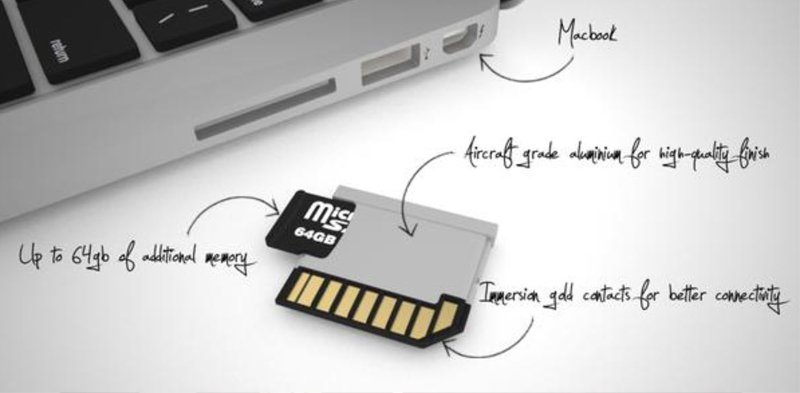 return
Macbook
Aircraft grade aluminium for high-quality finish
Micro
64GB
Up to 64gb of additional memory
Immersion gold contacts for better connectivity